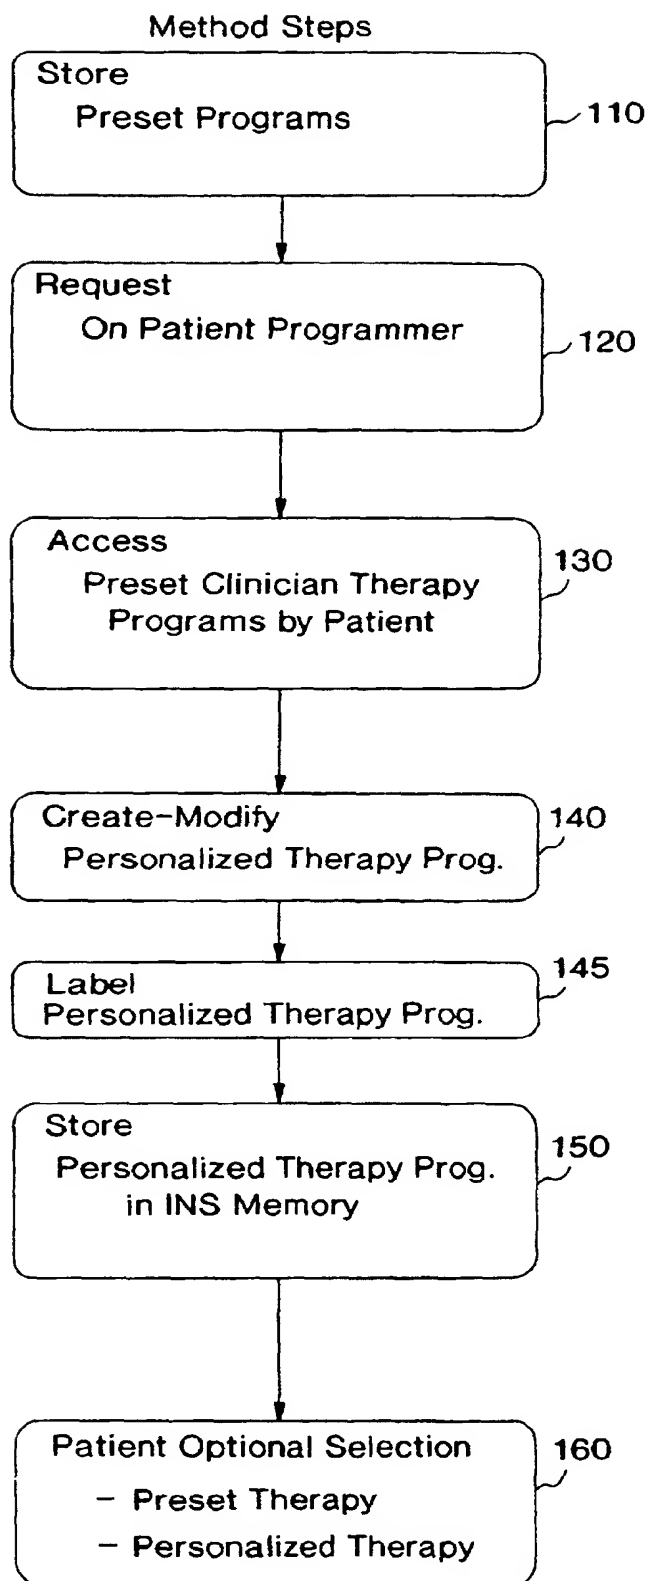 Method Steps
Store
Preset Programs
110
Request
On Patient Programmer
120
Access
Preset Clinician Therapy
Programs by Patient
130
Create-Modify
Personalized Therapy Prog.
140
Label
Personalized Therapy Prog.
145
Store
Personalized Therapy Prog.
in INS Memory
150
Patient Optional Selection
- Preset Therapy
- Personalized Therapy
160